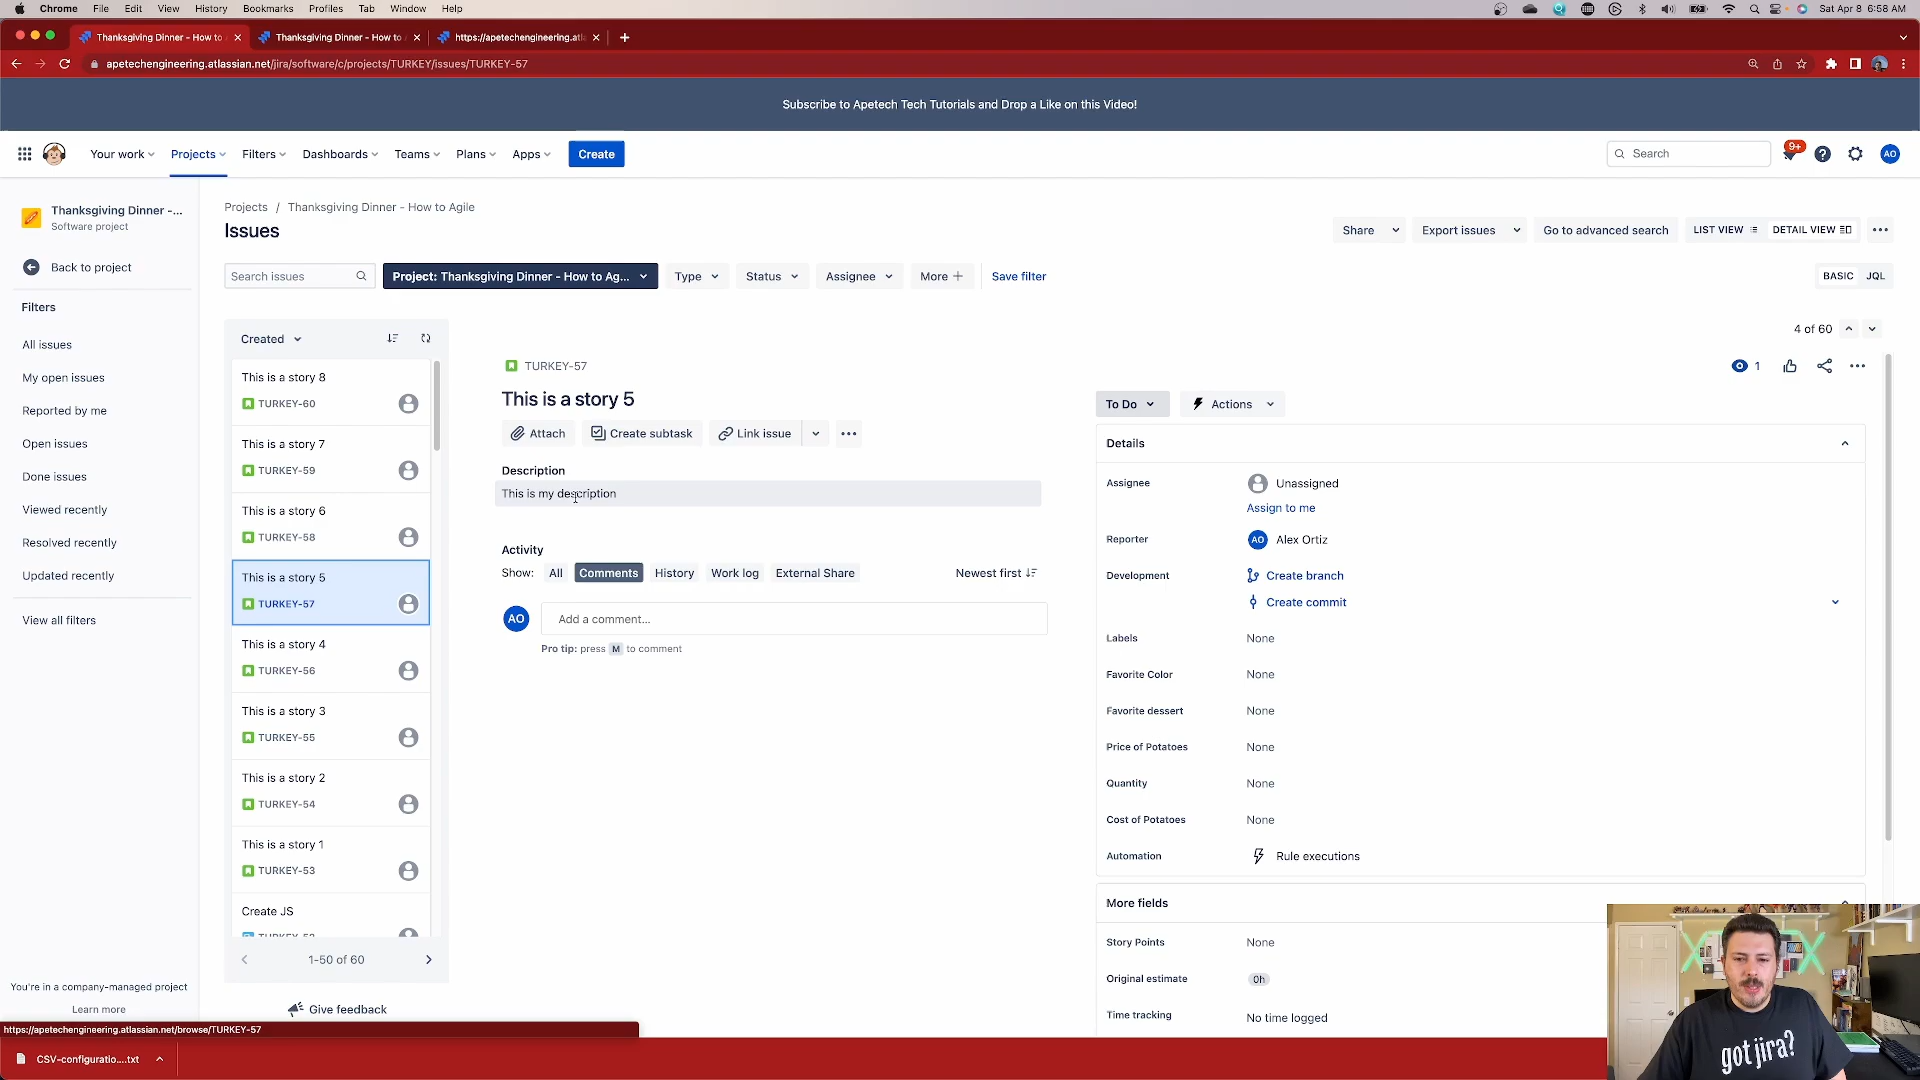 Chrome File Edit View History Bookmarks Profiles Tab Window Help Sat Apr 8 6:58 AM
Thanksgiving Dinner - How to
Thanksgiving Dinner - How to
https://apetechengineering.atl
apetechengineering.atlassian.net/jira/software/c/projects/TURKEY/issues/TURKEY-57
Subscribe to Apetech Tech Tutorials and Drop a Like on this Video!
Your work Projects Filters Dashboards Teams Plans Apps Create Search 9+ AO
Thanksgiving Dinner -...
Software project
Back to project
Filters
All issues
My open issues
Reported by me
Open issues
Done issues
Viewed recently
Resolved recently
Updated recently
View all filters
You're in a company-managed project
Learn more
Projects / Thanksgiving Dinner - How to Agile
Issues
Share Export issues Go to advanced search LIST VIEW DETAIL VIEW
Search issues Project: Thanksgiving Dinner - How to Ag... Type Status Assignee More + Save filter BASIC JQL
Created
This is a story 8
TURKEY-60
This is a story 7
TURKEY-59
This is a story 6
TURKEY-58
This is a story 5
TURKEY-57
This is a story 4
TURKEY-56
This is a story 3
TURKEY-55
This is a story 2
TURKEY-54
This is a story 1
TURKEY-53
Create JS
1-50 of 60
Give feedback
4 of 60
TURKEY-57
1
This is a story 5
Attach Create subtask Link issue
Description
This is my description
Activity
Show: All Comments History Work log External Share Newest first
AO Add a comment...
Pro tip: press M to comment
To Do Actions
Details
Assignee Unassigned
Assign to me
Reporter AO Alex Ortiz
Development Create branch
Create commit
Labels None
Favorite Color None
Favorite dessert None
Price of Potatoes None
Quantity None
Cost of Potatoes None
Automation Rule executions
More fields
Story Points None
Original estimate 0h
Time tracking No time logged
https://apetechengineering.atlassian.net/browse/TURKEY-57
CSV-configuratio....txt
got jira?